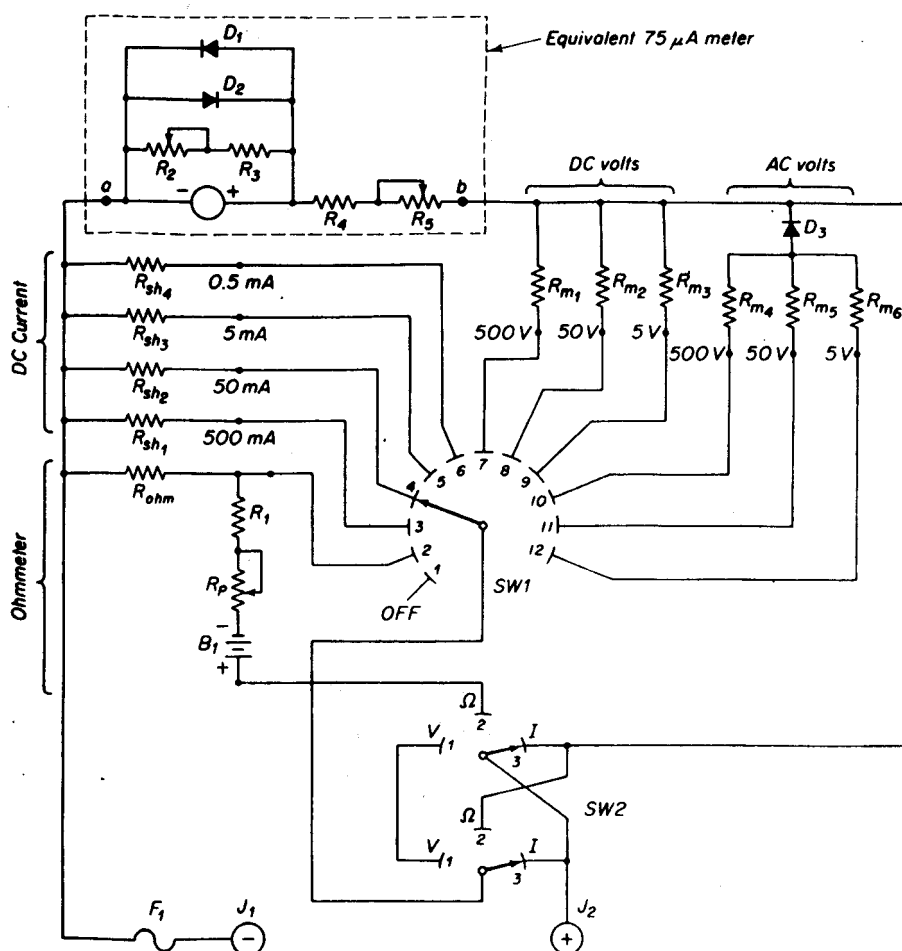 D1
Equivalent 75 μA meter
D2
R2 R3
DC volts
AC volts
a
- +
b
R4 R5
D3
Rsh4 0.5 mA
Rm1 Rm2 Rm3
Rm4 Rm5 Rm6
DC Current
Rsh3 5 mA
500 V 50 V 5 V
500 V 50 V 5 V
Rsh2 50 mA
Rsh1 500 mA
Rohm
1 2 3 4 5 6 7 8 9 10 11 12
R1
Ohmmeter
Rp
SW1
OFF
-
B1
+
Ω
2
V 1
I
3
Ω
2
SW2
V 1
I
3
F1 J1 J2
- +